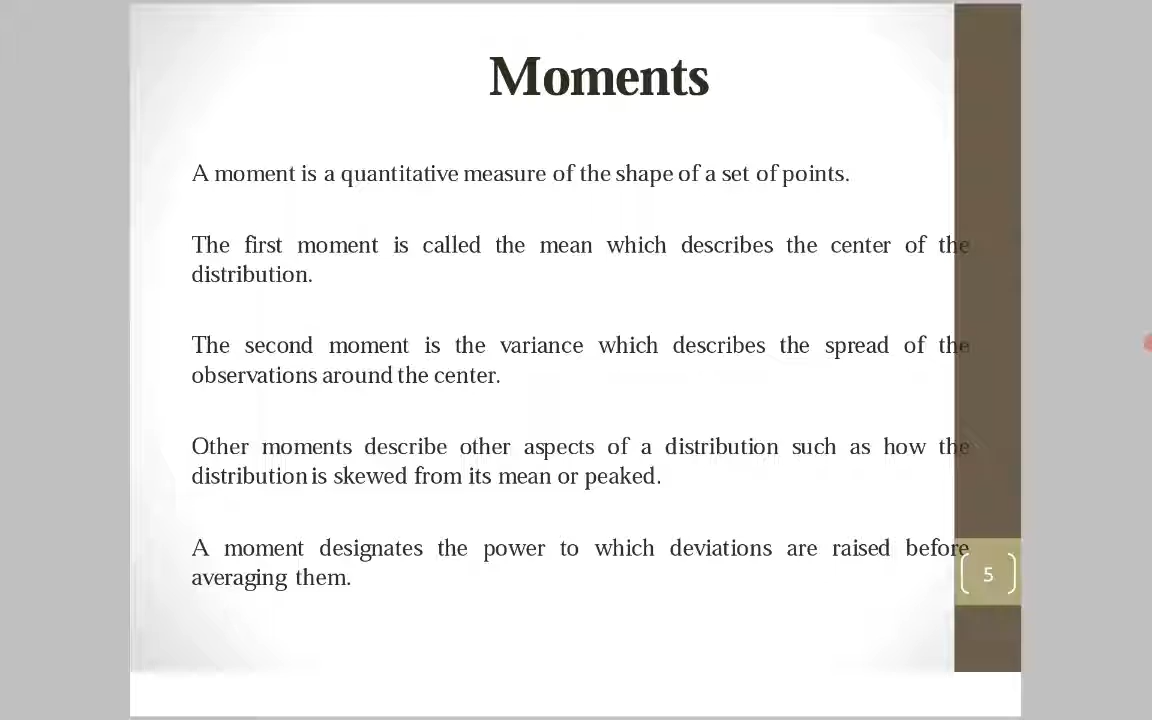 Moments
A moment is a quantitative measure of the shape of a set of points.
The first moment is called the mean which describes the center of the
distribution.
The second moment is the variance which describes the spread of the
observations around the center.
Other moments describe other aspects of a distribution such as how the
distribution is skewed from its mean or peaked.
A moment designates the power to which deviations are raised before
averaging them.
5